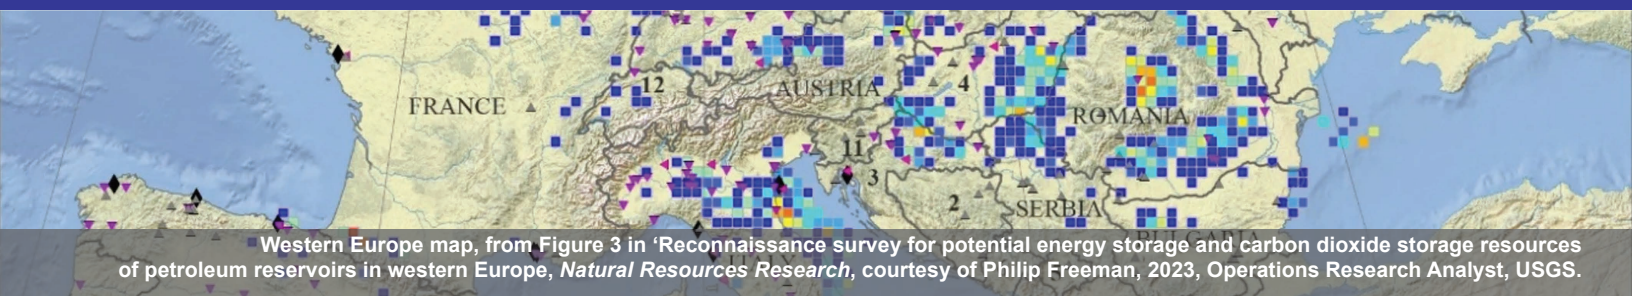 12
4
FRANCE
AUSTRIA
ROMANIA
11
3
2
SERBIA
BULGARIA
ITALY
Western Europe map, from Figure 3 in ‘Reconnaissance survey for potential energy storage and carbon dioxide storage resources
of petroleum reservoirs in western Europe, Natural Resources Research, courtesy of Philip Freeman, 2023, Operations Research Analyst, USGS.